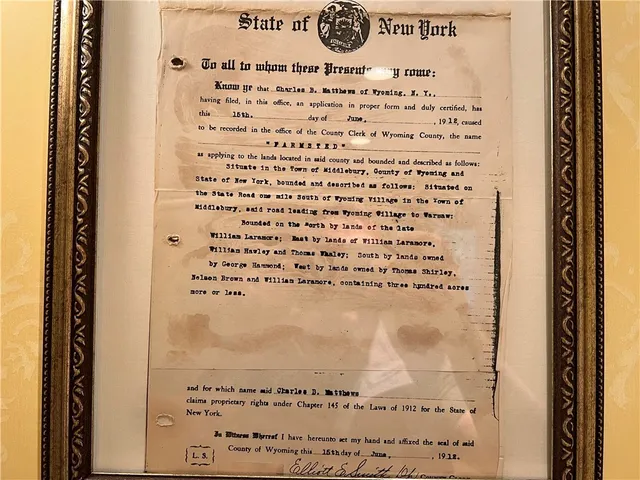 State of New York
To all to whom these Presents may come:
Know ye that Charles B. Matthews of Wyoming, N. Y.,
having filed, in this office, an application in proper form and duly certified, has
this 15th. day of June, , 1912, caused
to be recorded in the office of the County Clerk of Wyoming County, the name
"FARMSTED"
as applying to the lands located in said county and bounded and described as follows:
Situate in the Town of Middlebury, County of Wyoming and
State of New York, bounded and described as follows: Situated on
the State Road one mile South of Wyoming Village in the Town of
Middlebury, said road leading from Wyoming Village to Warsaw:
Bounded on the North by lands of the late
William Laramore; East by lands of William Laramore,
William Hawley and Thomas Whaley; South by lands owned
by George Hammond; West by lands owned by Thomas Shirley,
Nelson Brown and William Laramore, containing three hundred acres
more or less.
and for which name said Charles D. Matthews
claims proprietary rights under Chapter 145 of the Laws of 1912 for the State of
New York.
In Witness Whereof I have hereunto set my hand and affixed the seal of said
{ L. S. } County of Wyoming this 15th day of June, , 1912.
Elliott E. Smith